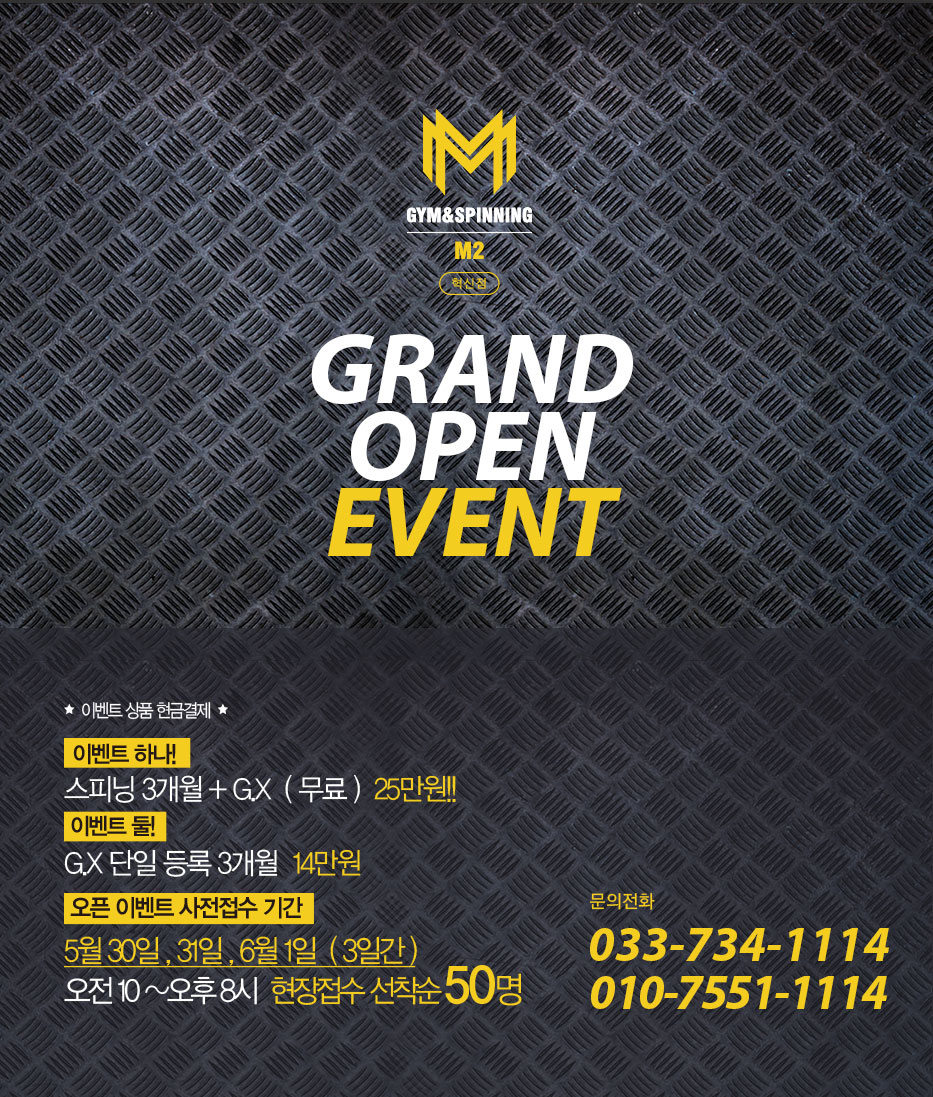 GYM&SPINNING
M2
혁신점
GRAND
OPEN
EVENT
★ 이벤트 상품 현금결제 ★
이벤트 하나!
스피닝 3개월 + G.X ( 무료 ) 25만원!!
이벤트 둘!
G.X 단일 등록 3개월 14만원
오픈 이벤트 사전접수 기간
5월 30일 , 31일 , 6월 1일 ( 3일간 )
오전 10 ~오후 8시 현장접수 선착순 50명
문의전화
033-734-1114
010-7551-1114